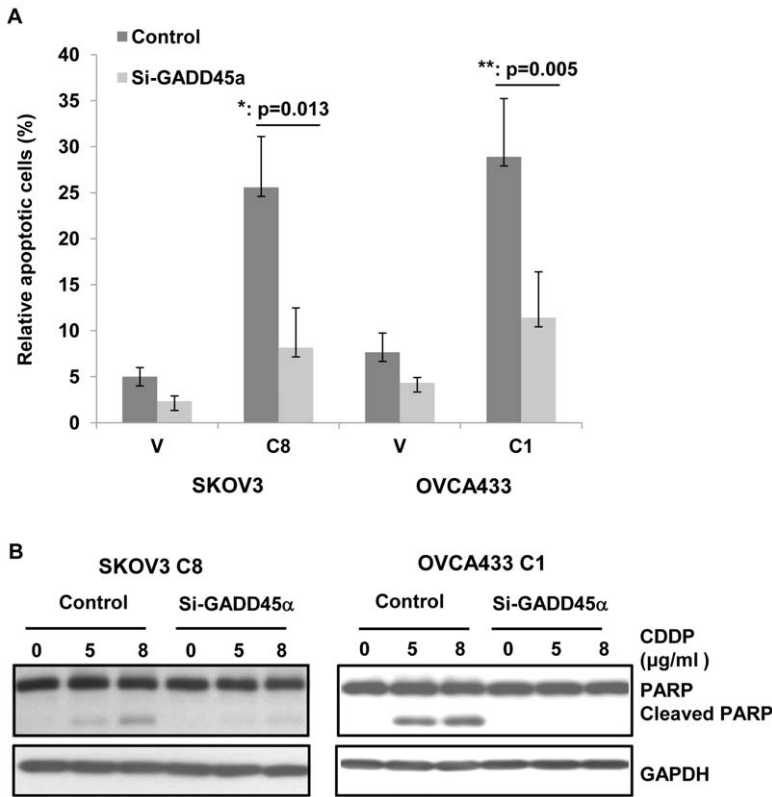 A
Control
Si-GADD45a
40
35
30
25
20
15
10
5
0
Relative apoptotic cells (%)
*: p=0.013
**: p=0.005
V C8 V C1
SKOV3 OVCA433
B
SKOV3 C8 OVCA433 C1
Control Si-GADD45α Control Si-GADD45α
0 5 8 0 5 8 0 5 8 0 5 8 CDDP
(µg/ml )
PARP
Cleaved PARP
GAPDH